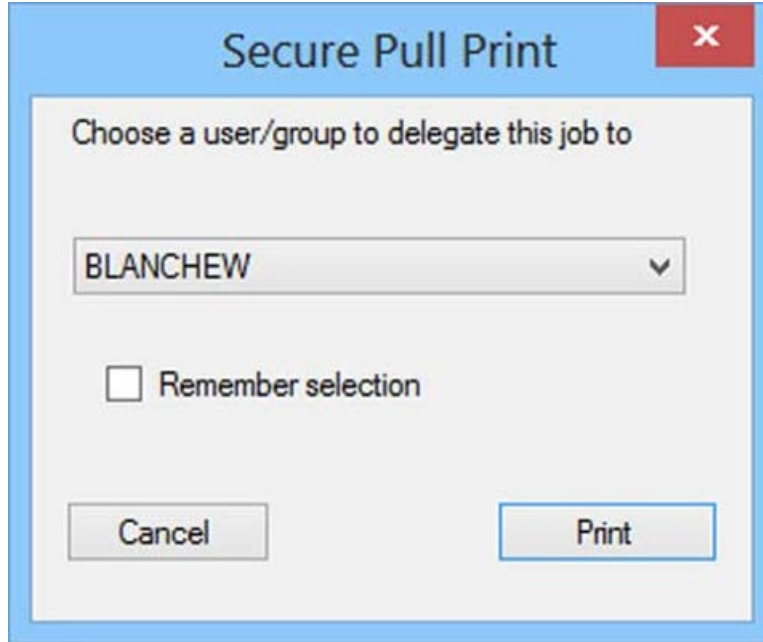 Secure Pull Print
Choose a user/group to delegate this job to
BLANCHEW
Remember selection
Cancel
Print